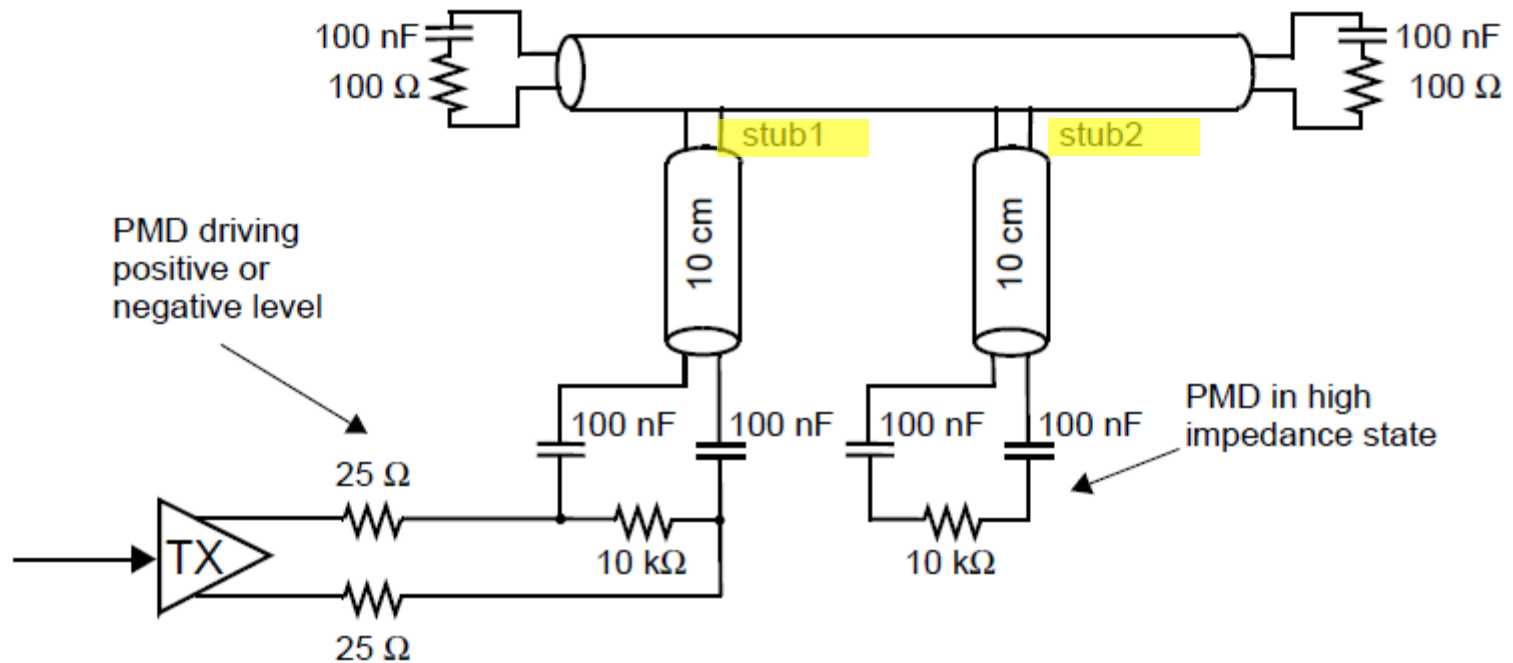 100 nF
100 Ω
100 nF
100 Ω
stub1
stub2
10 cm
10 cm
PMD driving
positive or
negative level
100 nF
100 nF
100 nF
100 nF
PMD in high
impedance state
25 Ω
TX
10 kΩ
10 kΩ
25 Ω